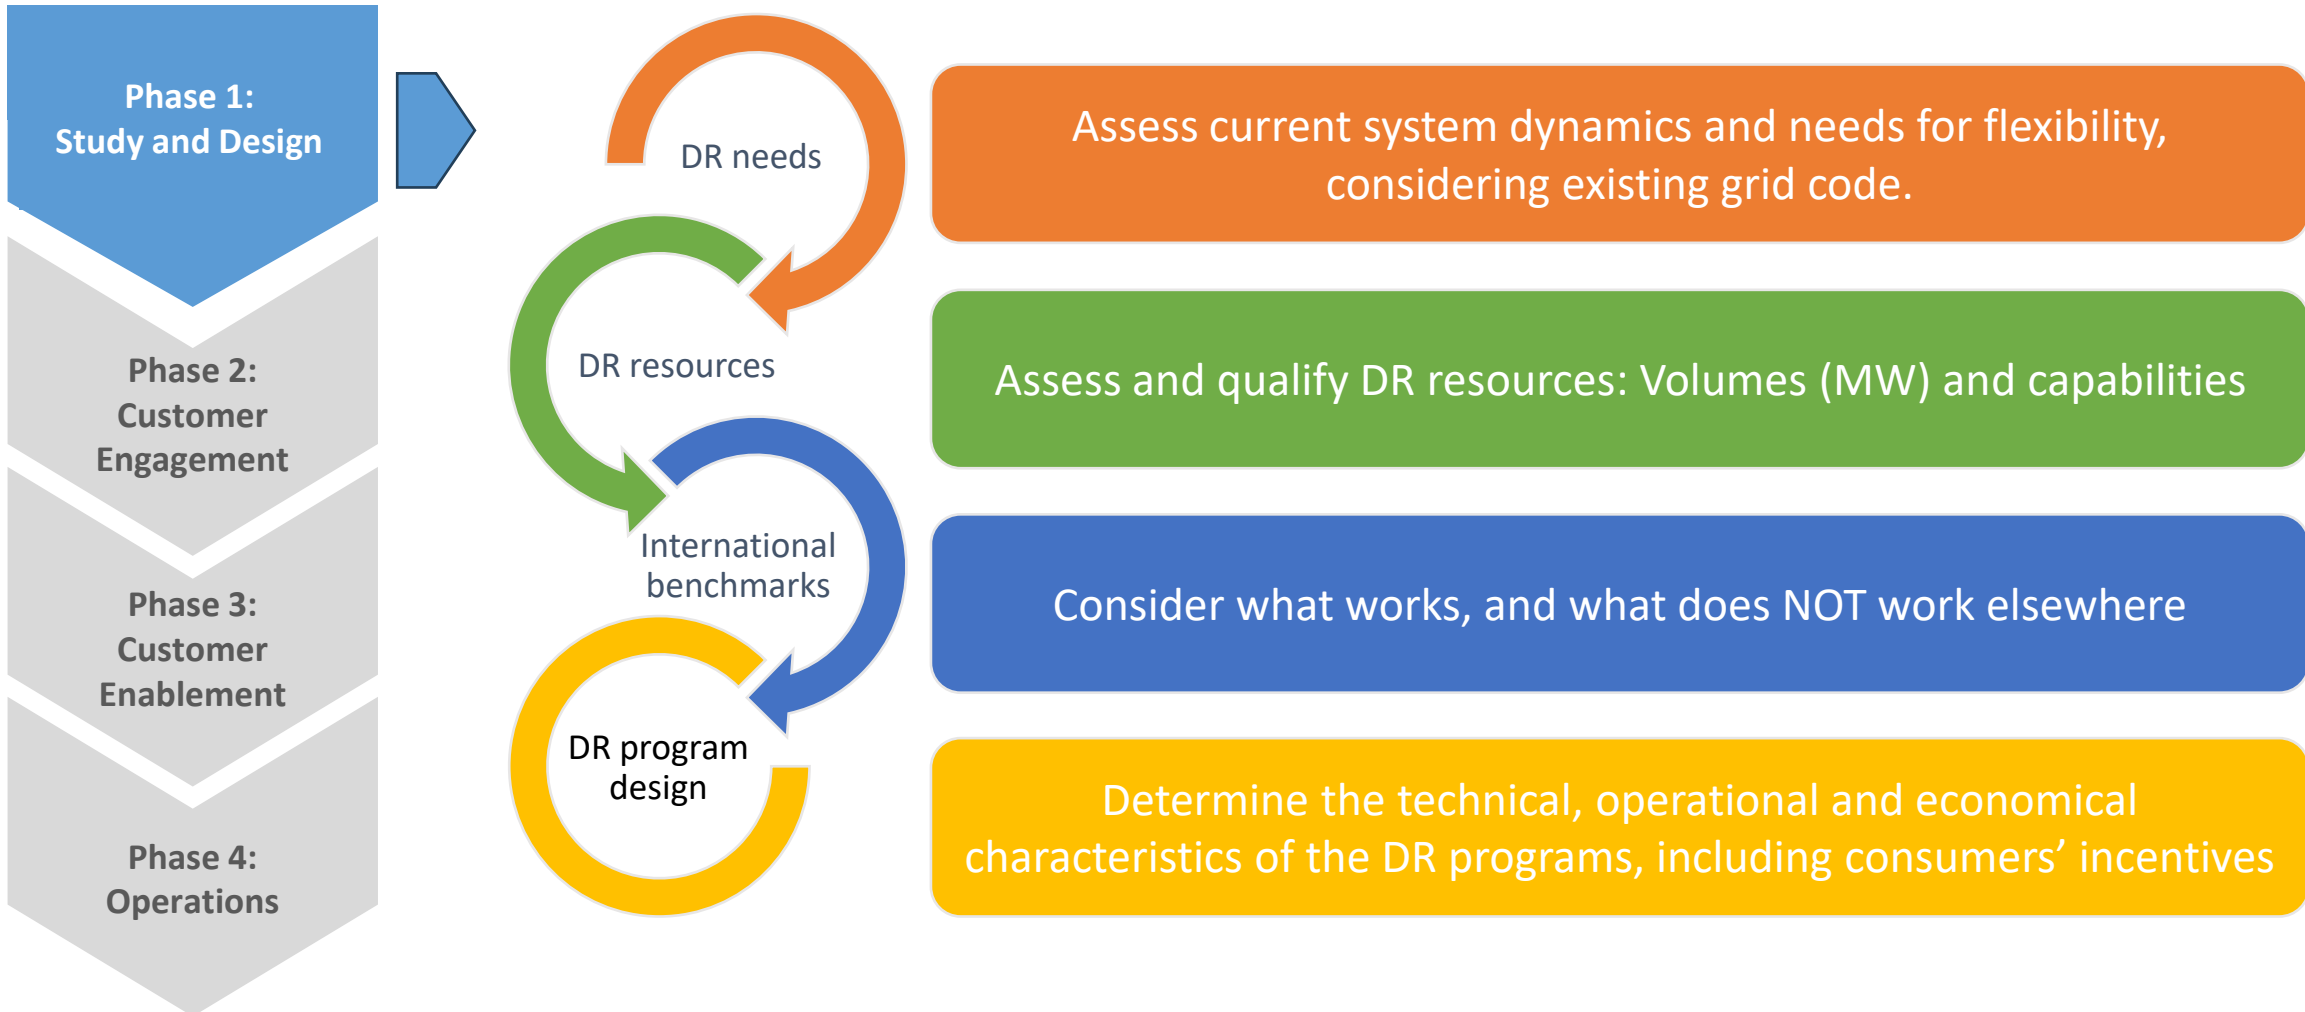 Phase 1:
Study and Design
Phase 2:
Customer
Engagement
Phase 3:
Customer
Enablement
Phase 4:
Operations
DR needs
Assess current system dynamics and needs for flexibility,
considering existing grid code.
DR resources
Assess and qualify DR resources: Volumes (MW) and capabilities
International
benchmarks
Consider what works, and what does NOT work elsewhere
DR program
design
Determine the technical, operational and economical
characteristics of the DR programs, including consumers’ incentives